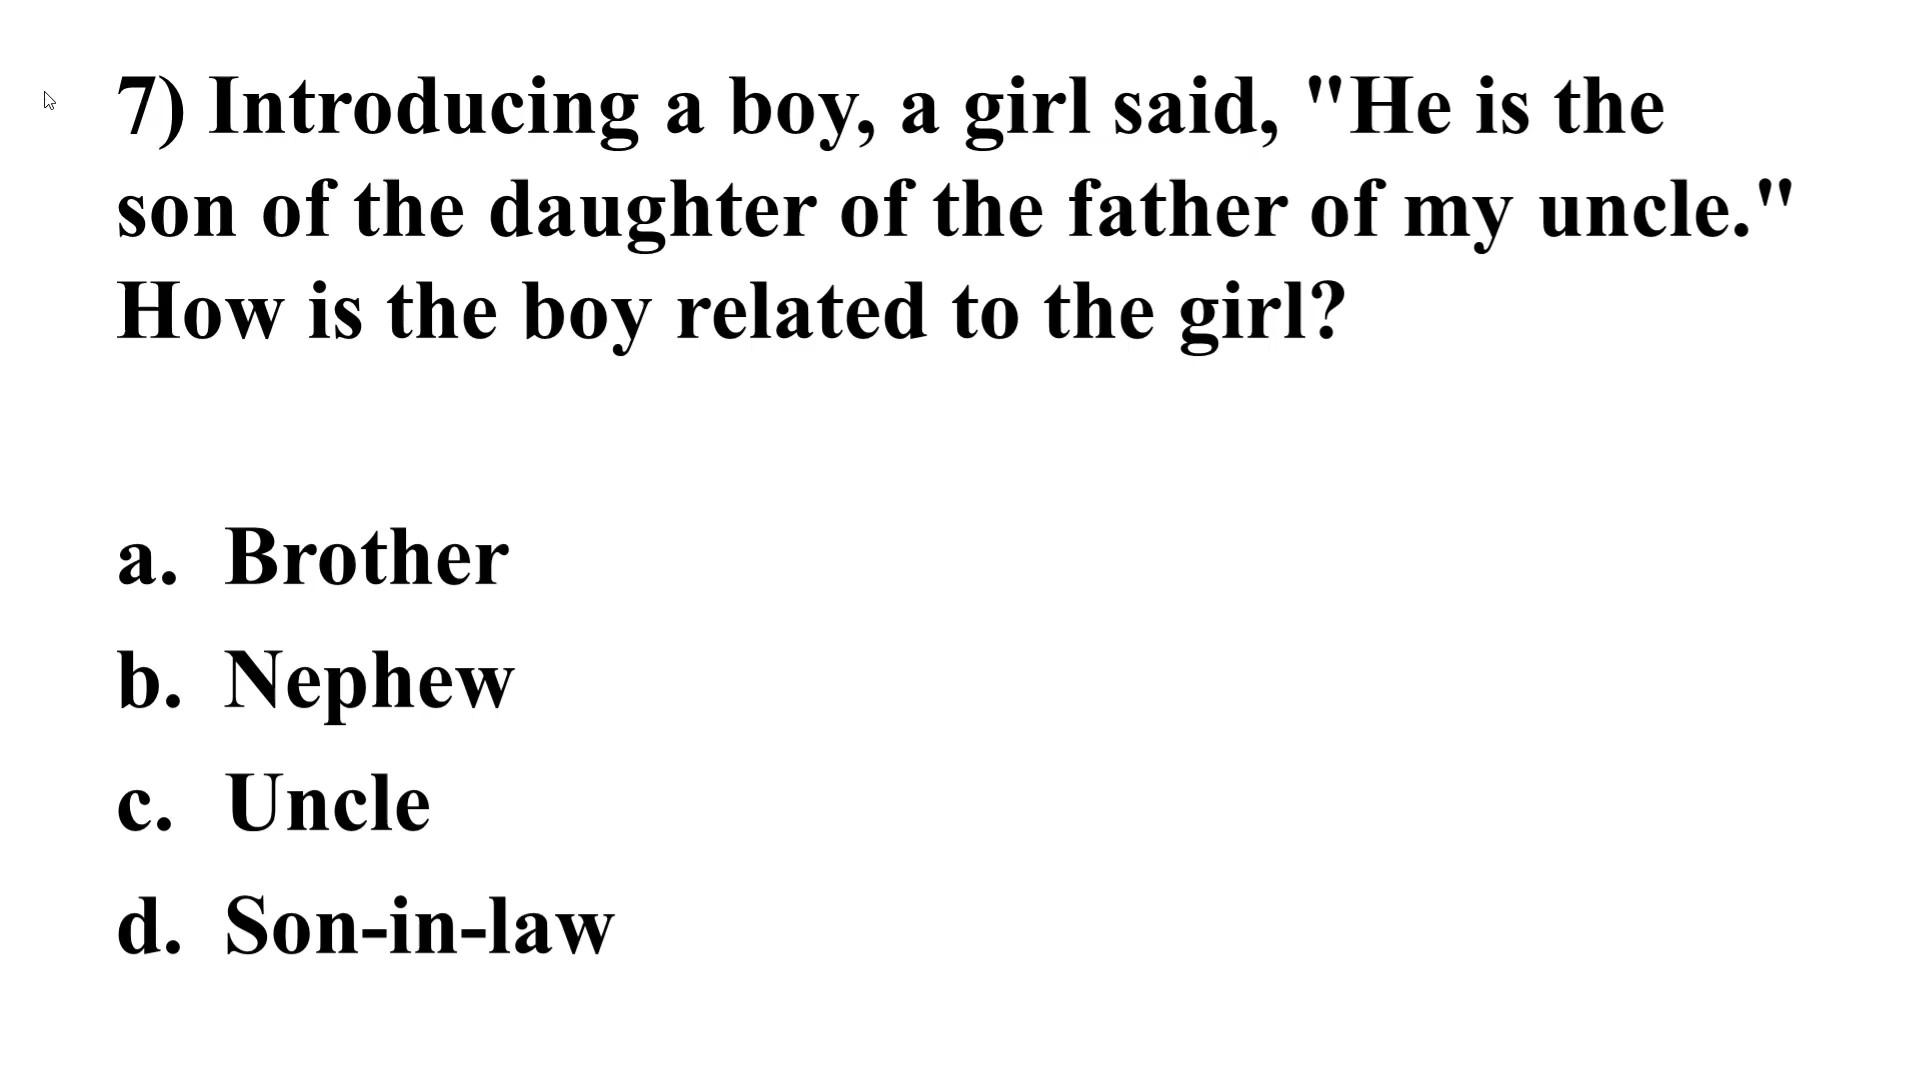 7) Introducing a boy, a girl said, "He is the
son of the daughter of the father of my uncle."
How is the boy related to the girl?
a. Brother
b. Nephew
c. Uncle
d. Son-in-law